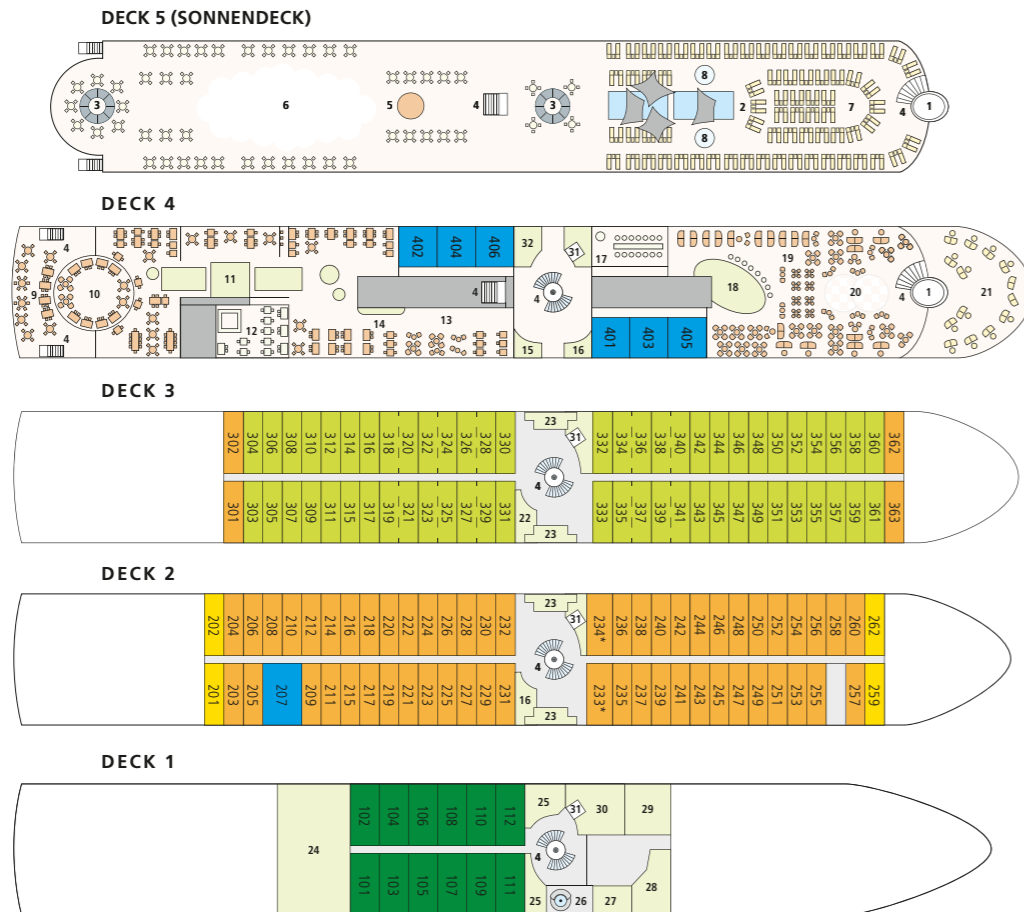 DECK 5 (SONNENDECK)
3 6 5 4 3 8 8 2 7 4 1
DECK 4
4 402 404 406 32 31 17 19
9 10 11 4 4 18 20 4 1 21
12 14 13
4 15 16 401 403 405
DECK 3
302 304 306 308 310 312 314 316 318 320 322 324 326 328 330 23 31 332 334 336 338 340 342 344 346 348 350 352 354 356 358 360 362
4
301 303 305 307 309 311 315 317 319 321 323 325 327 329 331 22 23 333 335 337 339 341 343 345 347 349 351 353 355 357 359 361 363
DECK 2
202 204 206 208 210 212 214 216 218 220 222 224 226 228 230 232 23 31 234* 236 238 240 242 244 246 248 250 252 254 256 258 260 262
4
201 203 205 207 209 211 215 217 219 221 223 225 227 229 231 16 23 233* 235 237 239 241 243 245 247 249 251 253 255 257 259
DECK 1
102 104 106 108 110 112 25 31 30 29
24 4
101 103 105 107 109 111 25 26 27 28